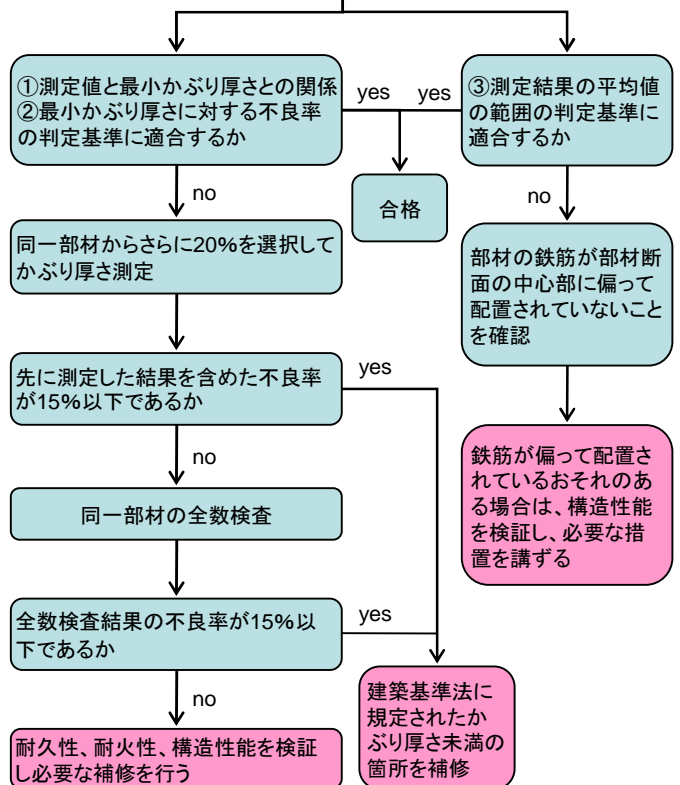 ①測定値と最小かぶり厚さとの関係
②最小かぶり厚さに対する不良率
の判定基準に適合するか
yes
yes
③測定結果の平均値
の範囲の判定基準に
適合するか
no
合格
no
同一部材からさらに20%を選択して
かぶり厚さ測定
部材の鉄筋が部材断
面の中心部に偏って
配置されていないこと
を確認
先に測定した結果を含めた不良率
が15%以下であるか
yes
no
鉄筋が偏って配置さ
れているおそれのあ
る場合は、構造性能
を検証し、必要な措
置を講ずる
同一部材の全数検査
全数検査結果の不良率が15%以
下であるか
yes
no
建築基準法に
規定されたか
ぶり厚さ未満の
箇所を補修
耐久性、耐火性、構造性能を検証
し必要な補修を行う